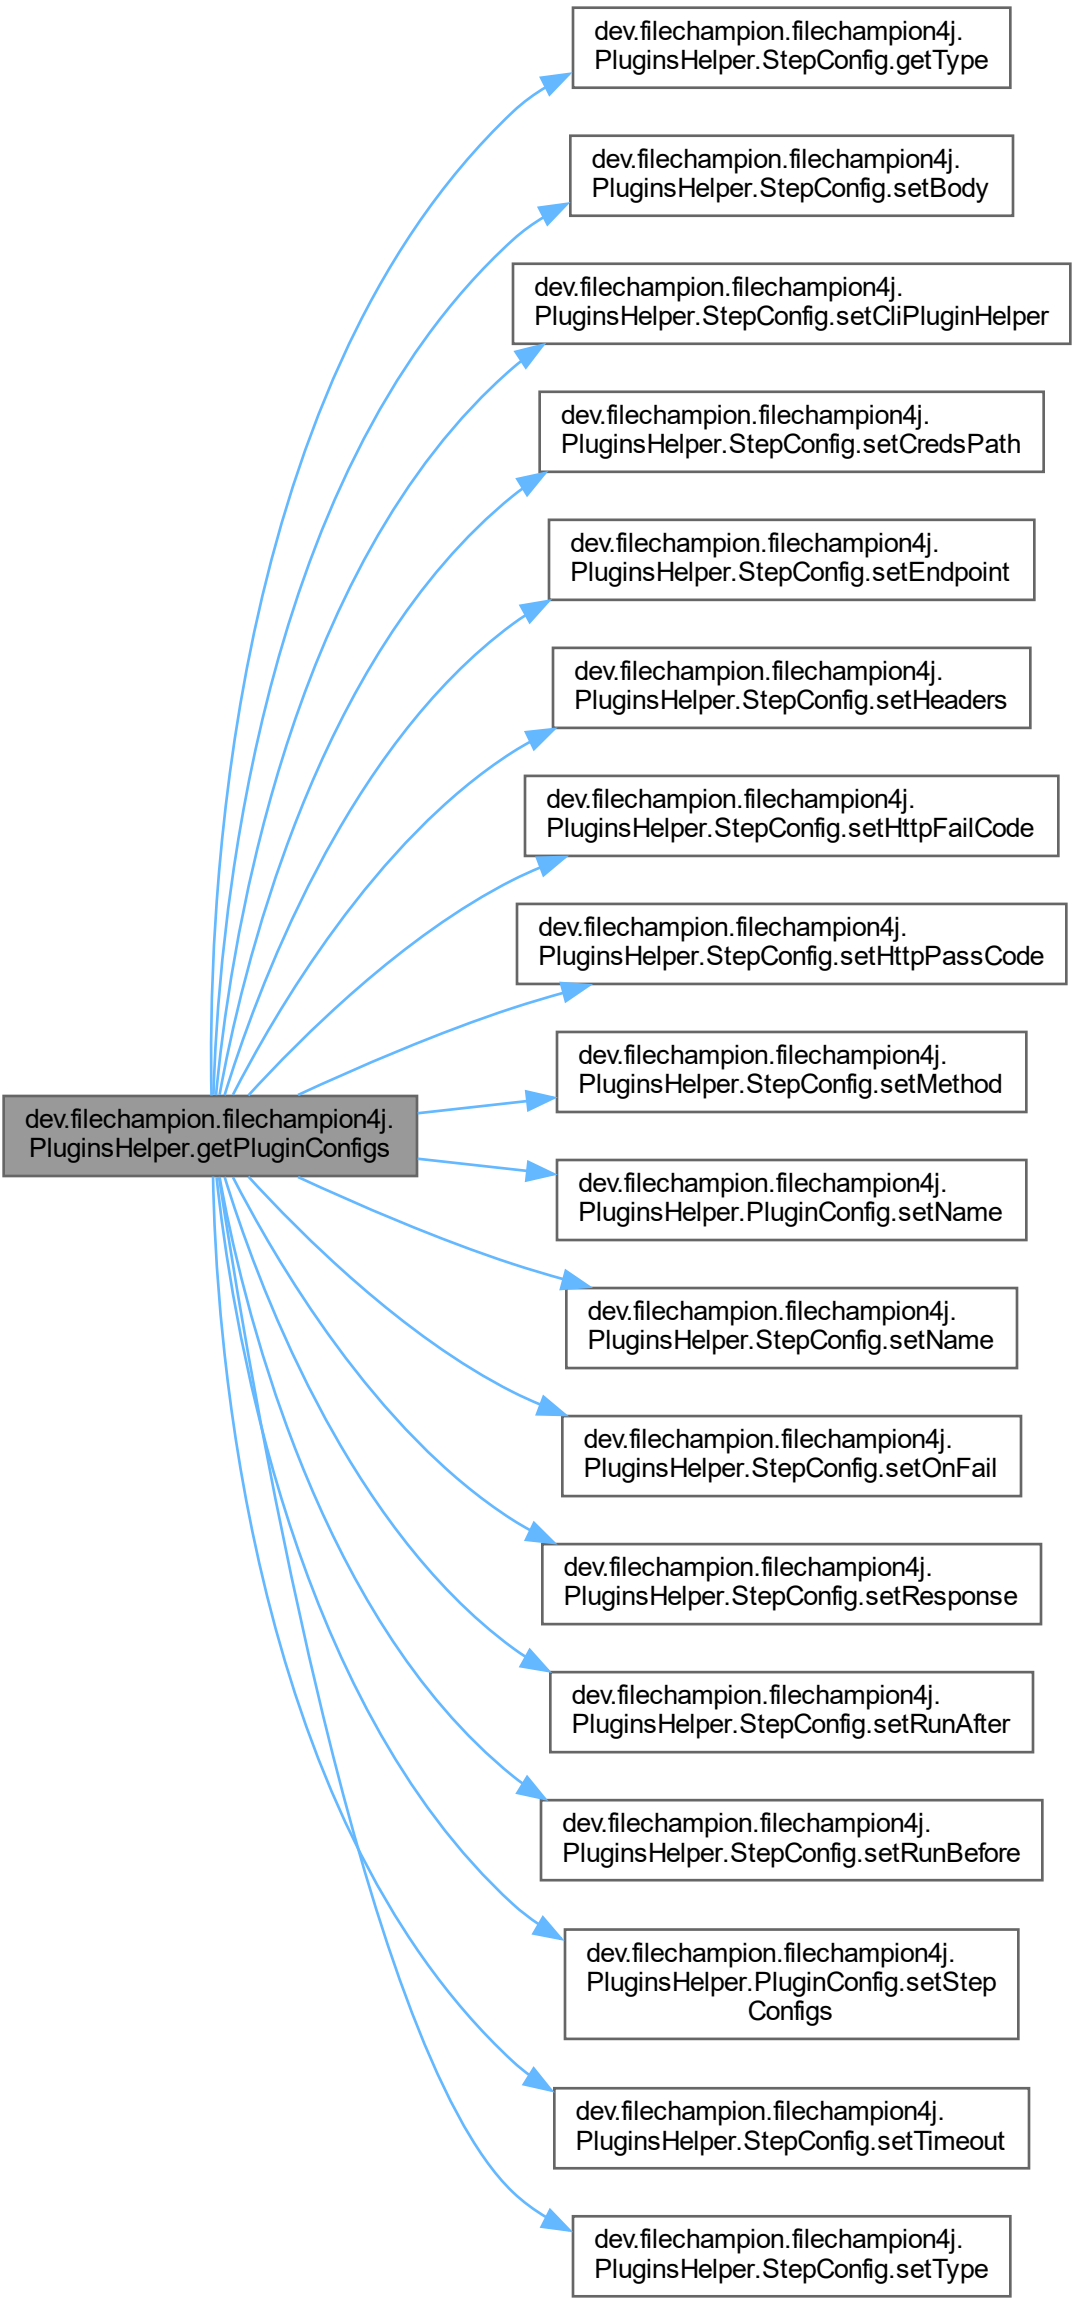 dev.filechampion.filechampion4j.
PluginsHelper.StepConfig.getType
dev.filechampion.filechampion4j.
PluginsHelper.StepConfig.setBody
dev.filechampion.filechampion4j.
PluginsHelper.StepConfig.setCliPluginHelper
dev.filechampion.filechampion4j.
PluginsHelper.StepConfig.setCredsPath
dev.filechampion.filechampion4j.
PluginsHelper.StepConfig.setEndpoint
dev.filechampion.filechampion4j.
PluginsHelper.StepConfig.setHeaders
dev.filechampion.filechampion4j.
PluginsHelper.StepConfig.setHttpFailCode
dev.filechampion.filechampion4j.
PluginsHelper.StepConfig.setHttpPassCode
dev.filechampion.filechampion4j.
PluginsHelper.StepConfig.setMethod
dev.filechampion.filechampion4j.
PluginsHelper.getPluginConfigs
dev.filechampion.filechampion4j.
PluginsHelper.PluginConfig.setName
dev.filechampion.filechampion4j.
PluginsHelper.StepConfig.setName
dev.filechampion.filechampion4j.
PluginsHelper.StepConfig.setOnFail
dev.filechampion.filechampion4j.
PluginsHelper.StepConfig.setResponse
dev.filechampion.filechampion4j.
PluginsHelper.StepConfig.setRunAfter
dev.filechampion.filechampion4j.
PluginsHelper.StepConfig.setRunBefore
dev.filechampion.filechampion4j.
PluginsHelper.PluginConfig.setStep
Configs
dev.filechampion.filechampion4j.
PluginsHelper.StepConfig.setTimeout
dev.filechampion.filechampion4j.
PluginsHelper.StepConfig.setType